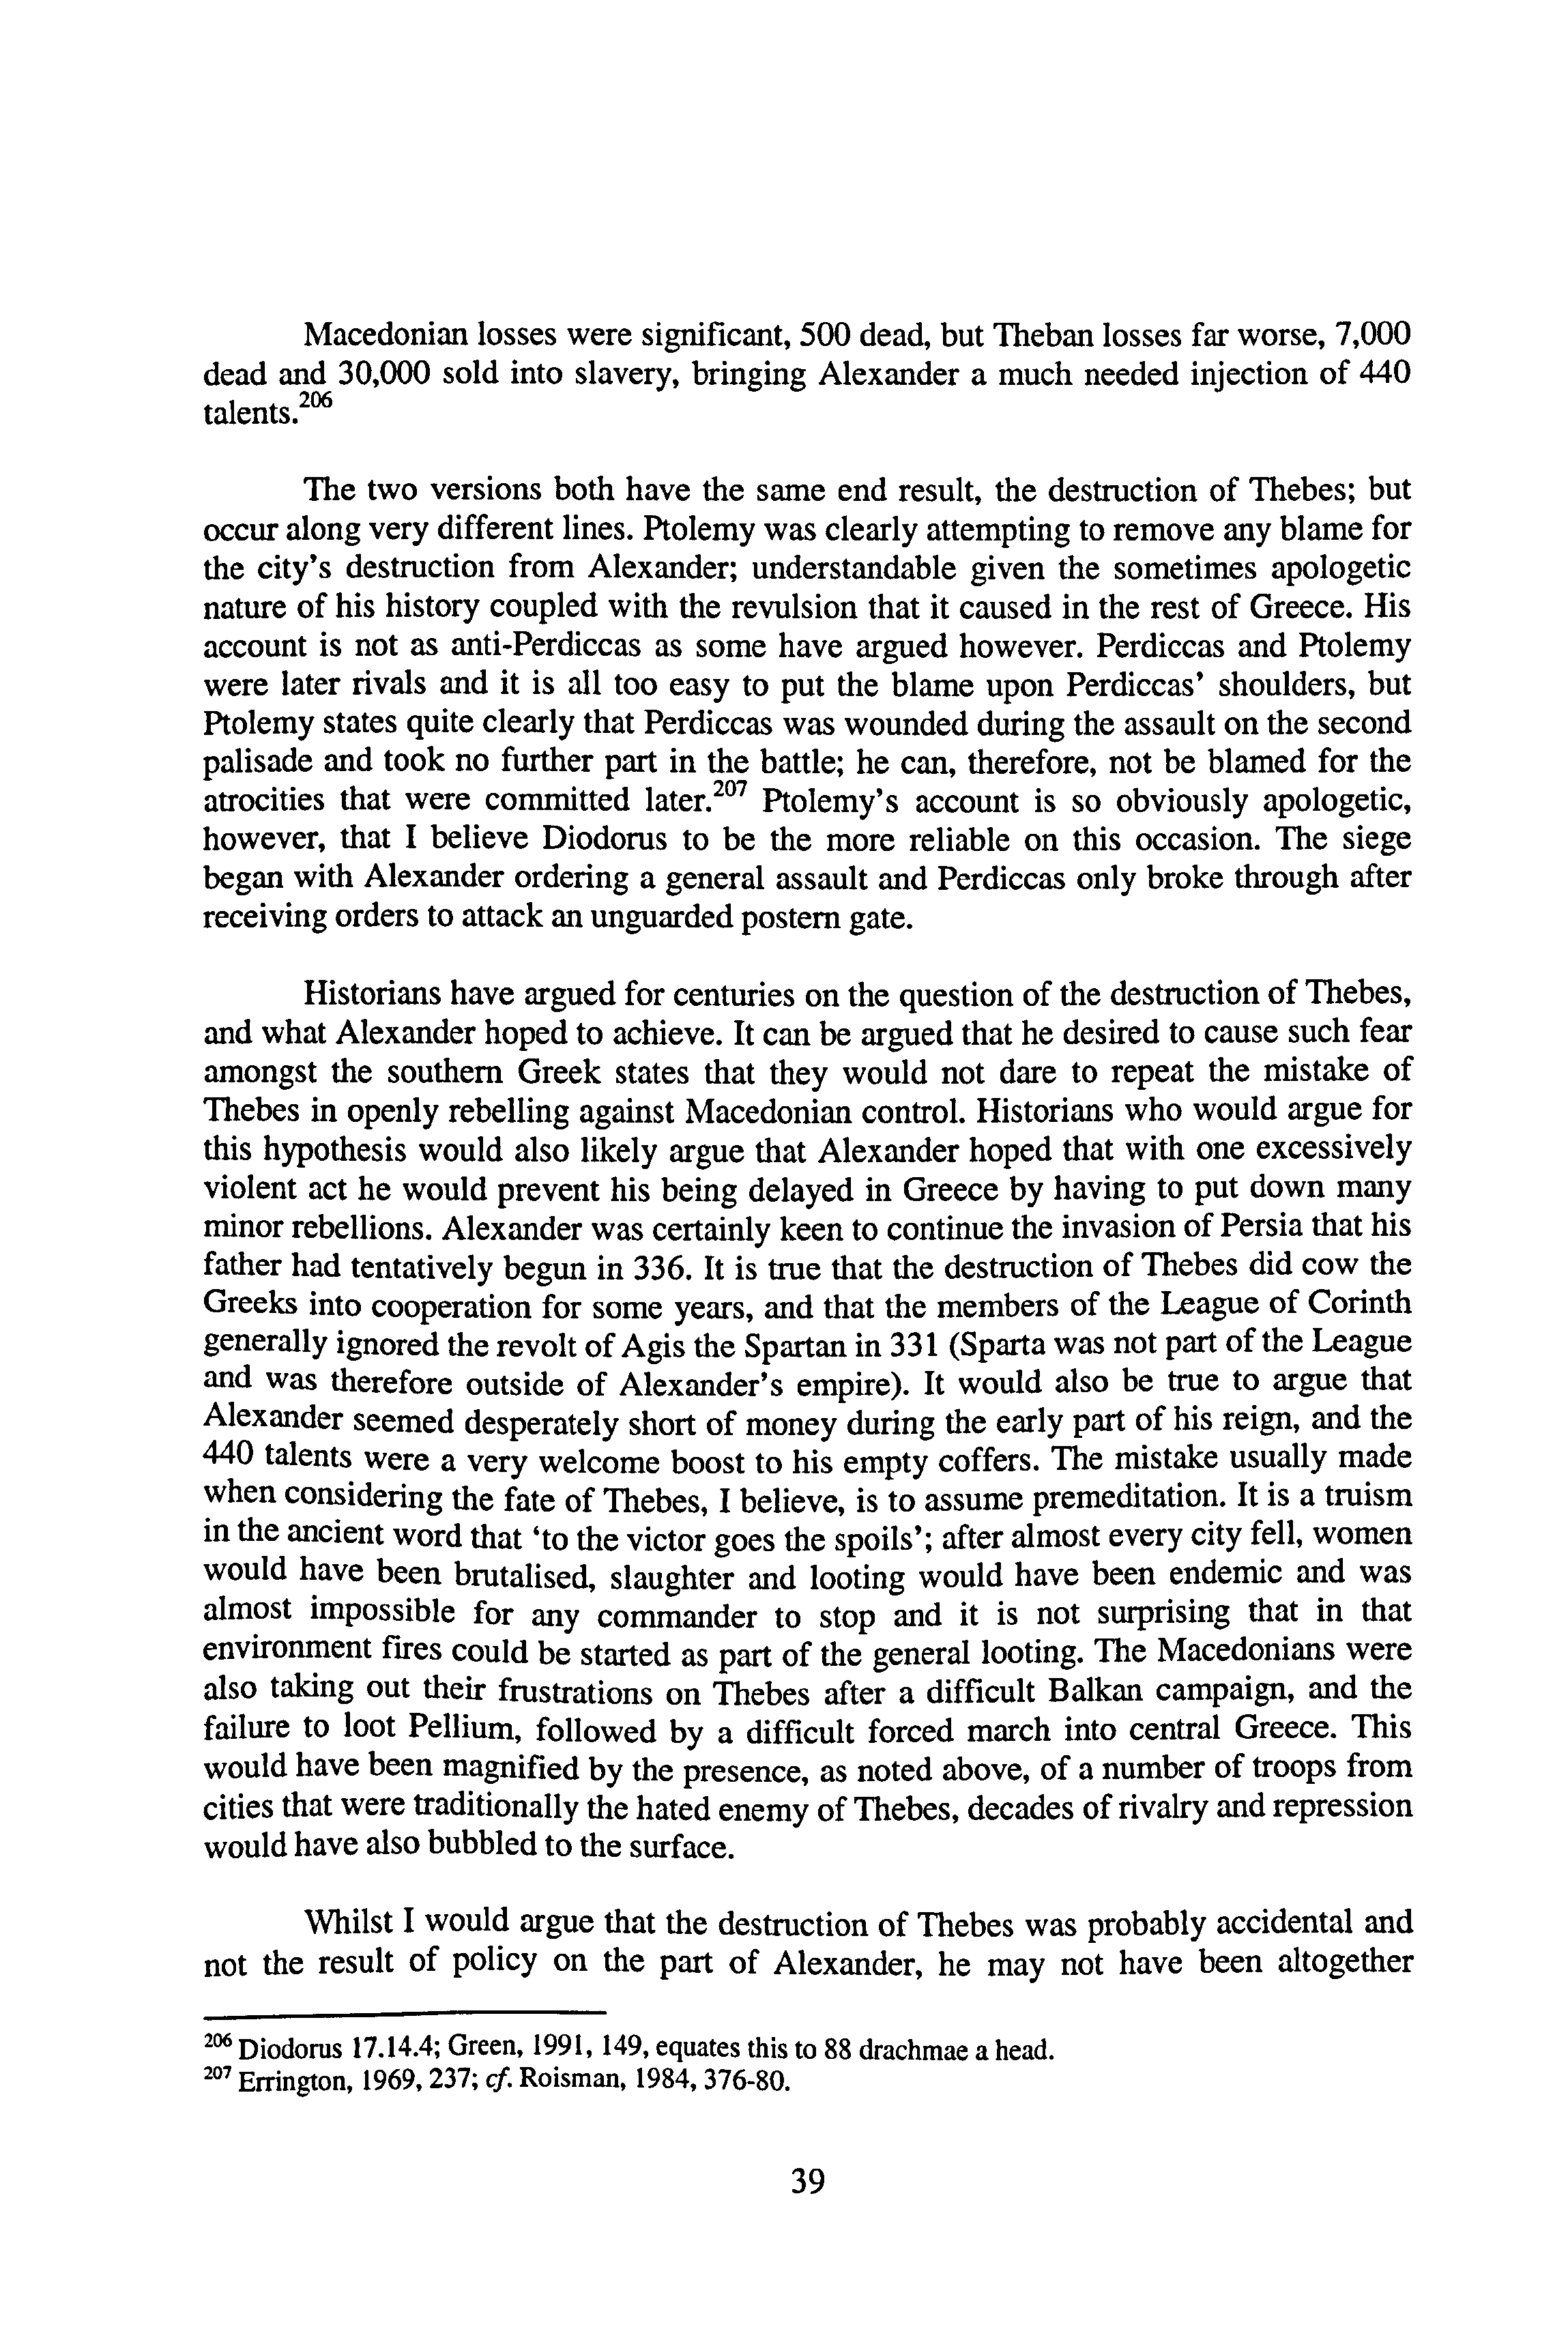 Macedonian losses were significant, 500 dead, but Theban losses far worse, 7,000
dead and 30,000 sold into slavery, bringing Alexander a much needed injection of 440
talents.206
The two versions both have the same end result, the destruction of Thebes; but
occur along very different lines. Ptolemy was clearly attempting to remove any blame for
the city's destruction from Alexander; understandable given the sometimes apologetic
nature of his history coupled with the revulsion that it caused in the rest of Greece. His
account is not as anti-Perdiccas as some have argued however. Perdiccas and Ptolemy
were later rivals and it is all too easy to put the blame upon Perdiccas' shoulders, but
Ptolemy states quite clearly that Perdiccas was wounded during the assault on the second
palisade and took no further part in the battle; he can, therefore, not be blamed for the
atrocities that were committed later.207 Ptolemy's account is so obviously apologetic,
however, that I believe Diodorus to be the more reliable on this occasion. The siege
began with Alexander ordering a general assault and Perdiccas only broke through after
receiving orders to attack an unguarded postern gate.
Historians have argued for centuries on the question of the destruction of Thebes,
and what Alexander hoped to achieve. It can be argued that he desired to cause such fear
amongst the southern Greek states that they would not dare to repeat the mistake of
Thebes in openly rebelling against Macedonian control. Historians who would argue for
this hypothesis would also likely argue that Alexander hoped that with one excessively
violent act he would prevent his being delayed in Greece by having to put down many
minor rebellions. Alexander was certainly keen to continue the invasion of Persia that his
father had tentatively begun in 336. It is true that the destruction of Thebes did cow the
Greeks into cooperation for some years, and that the members of the League of Corinth
generally ignored the revolt of Agis the Spartan in 331 (Sparta was not part of the League
and was therefore outside of Alexander's empire). It would also be true to argue that
Alexander seemed desperately short of money during the early part of his reign, and the
440 talents were a very welcome boost to his empty coffers. The mistake usually made
when considering the fate of Thebes, I believe, is to assume premeditation. It is a truism
in the ancient word that 'to the victor goes the spoils'; after almost every city fell, women
would have been brutalised, slaughter and looting would have been endemic and was
almost impossible for any commander to stop and it is not surprising that in that
environment fires could be started as part of the general looting. The Macedonians were
also taking out their frustrations on Thebes after a difficult Balkan campaign, and the
failure to loot Pellium, followed by a difficult forced march into central Greece. This
would have been magnified by the presence, as noted above, of a number of troops from
cities that were traditionally the hated enemy of Thebes, decades of rivalry and repression
would have also bubbled to the surface.
Whilst I would argue that the destruction of Thebes was probably accidental and
not the result of policy on the part of Alexander, he may not have been altogether
206 Diodorus 17.14.4; Green, 1991, 149, equates this to 88 drachmae a head.
207 Errington, 1969, 237; cf. Roisman, 1984, 376-80.
39